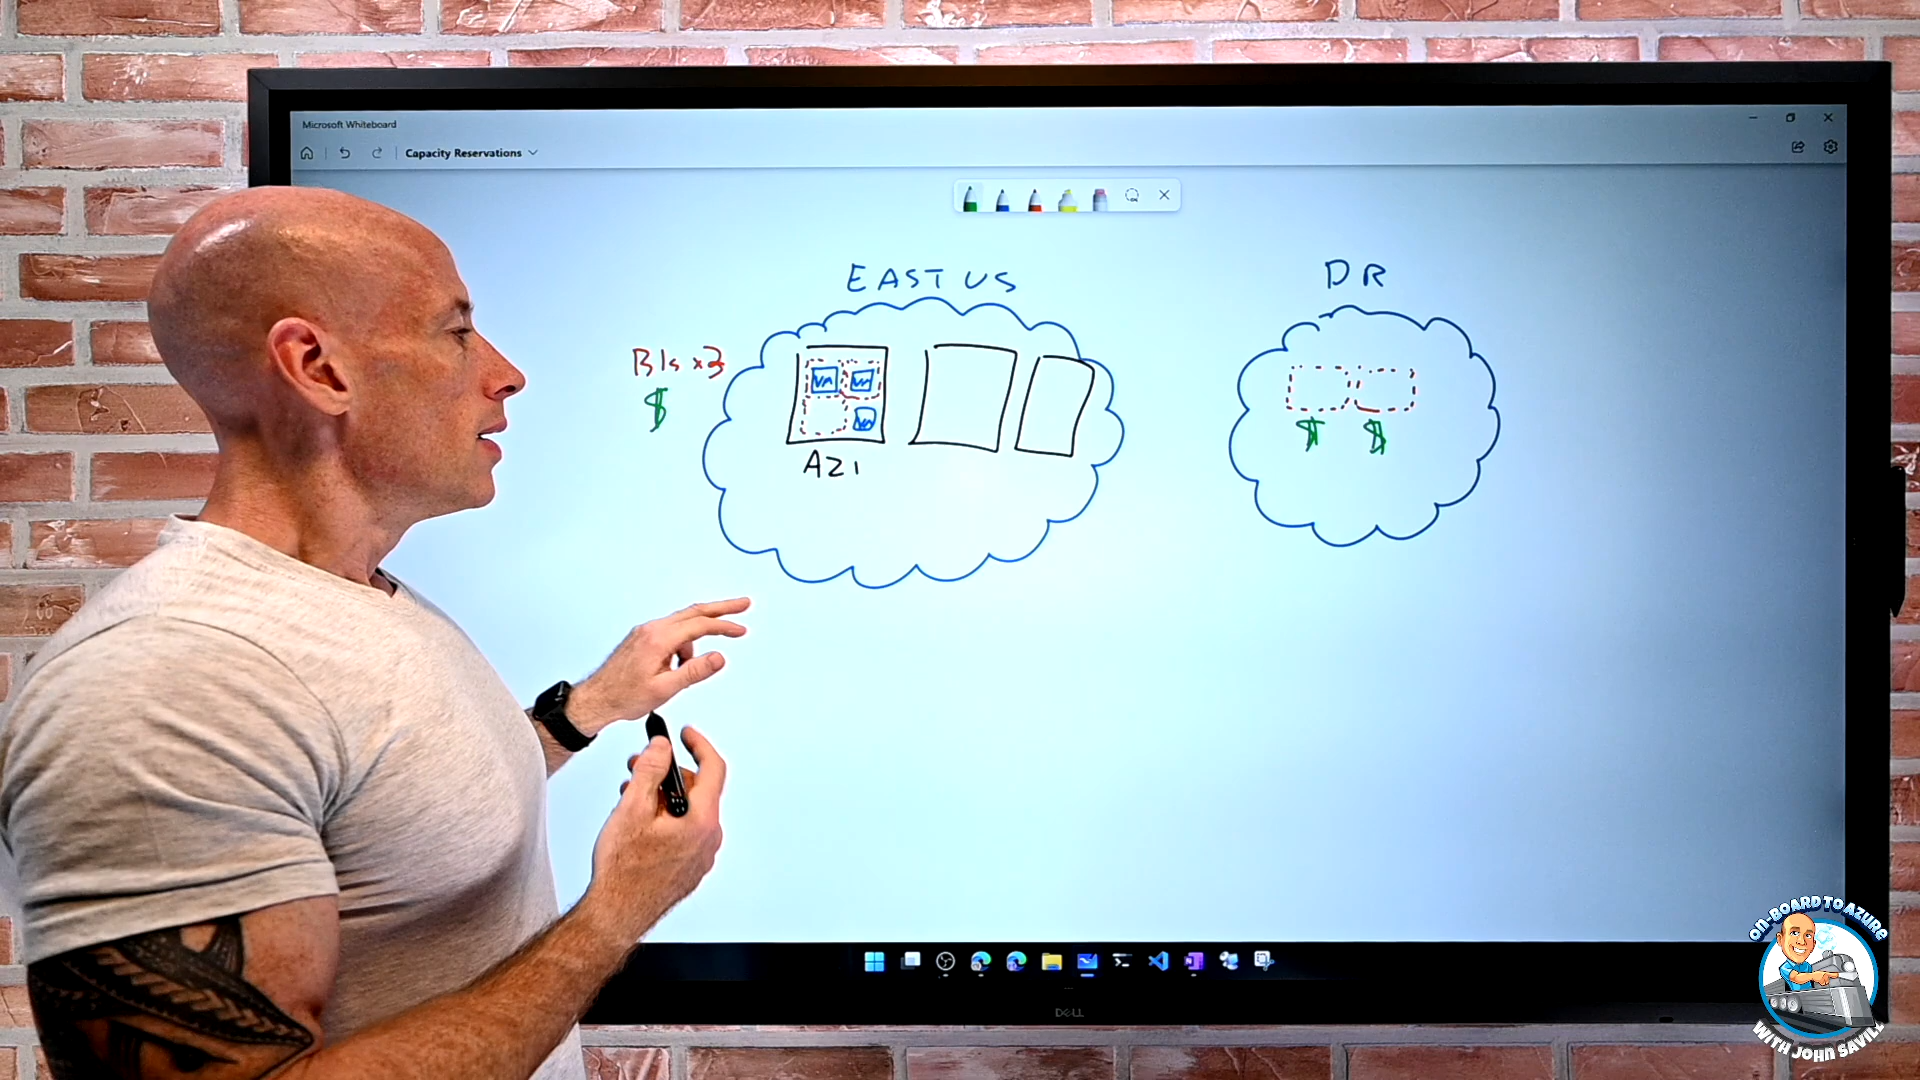 Microsoft Whiteboard
Capacity Reservations
EAST US
DR
B1s x3
$
VM VM
VM
AZ1
$ $
DELL
ON-BOARD TO AZURE
WITH JOHN SAVILL